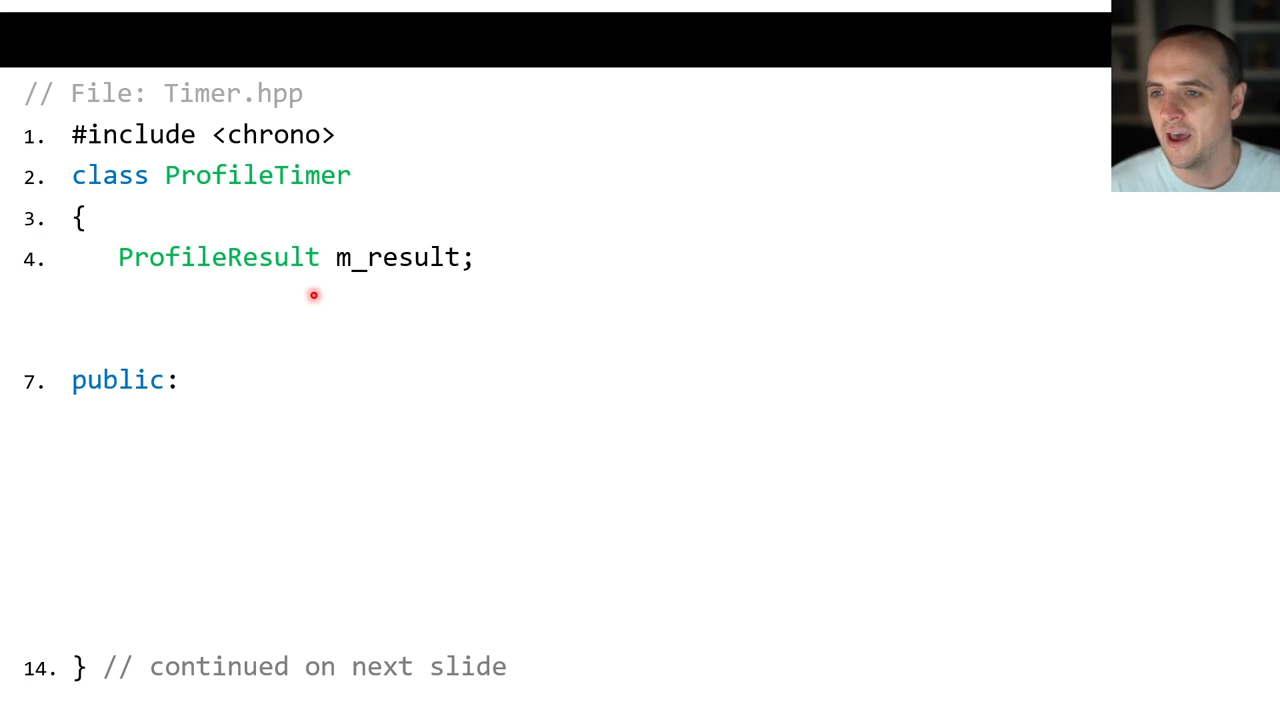 // File: Timer.hpp
1. #include <chrono>
2. class ProfileTimer
3. {
4. ProfileResult m_result;
7. public:
14. } // continued on next slide